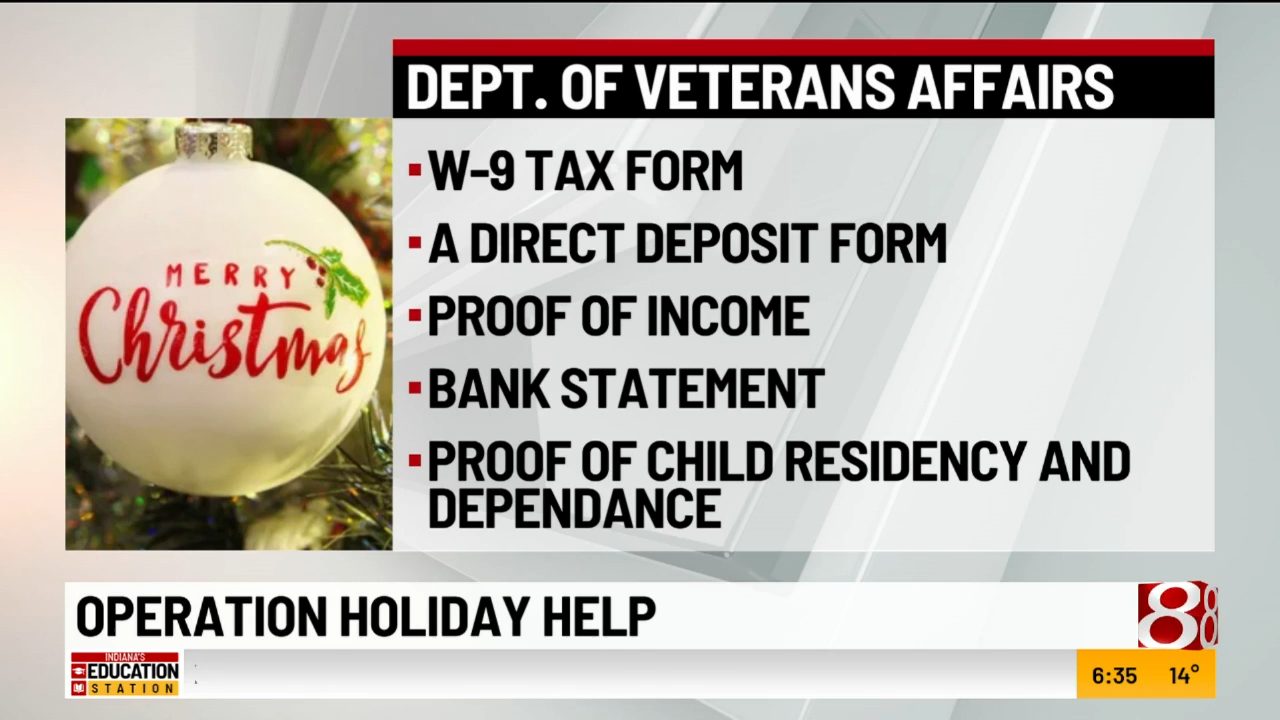 DEPT. OF VETERANS AFFAIRS
▪W-9 TAX FORM
▪A DIRECT DEPOSIT FORM
▪PROOF OF INCOME
▪BANK STATEMENT
▪PROOF OF CHILD RESIDENCY AND
DEPENDANCE
MERRY
Christmas
OPERATION HOLIDAY HELP
8 8
INDIANA'S
EDUCATION
STATION
6:35 14°